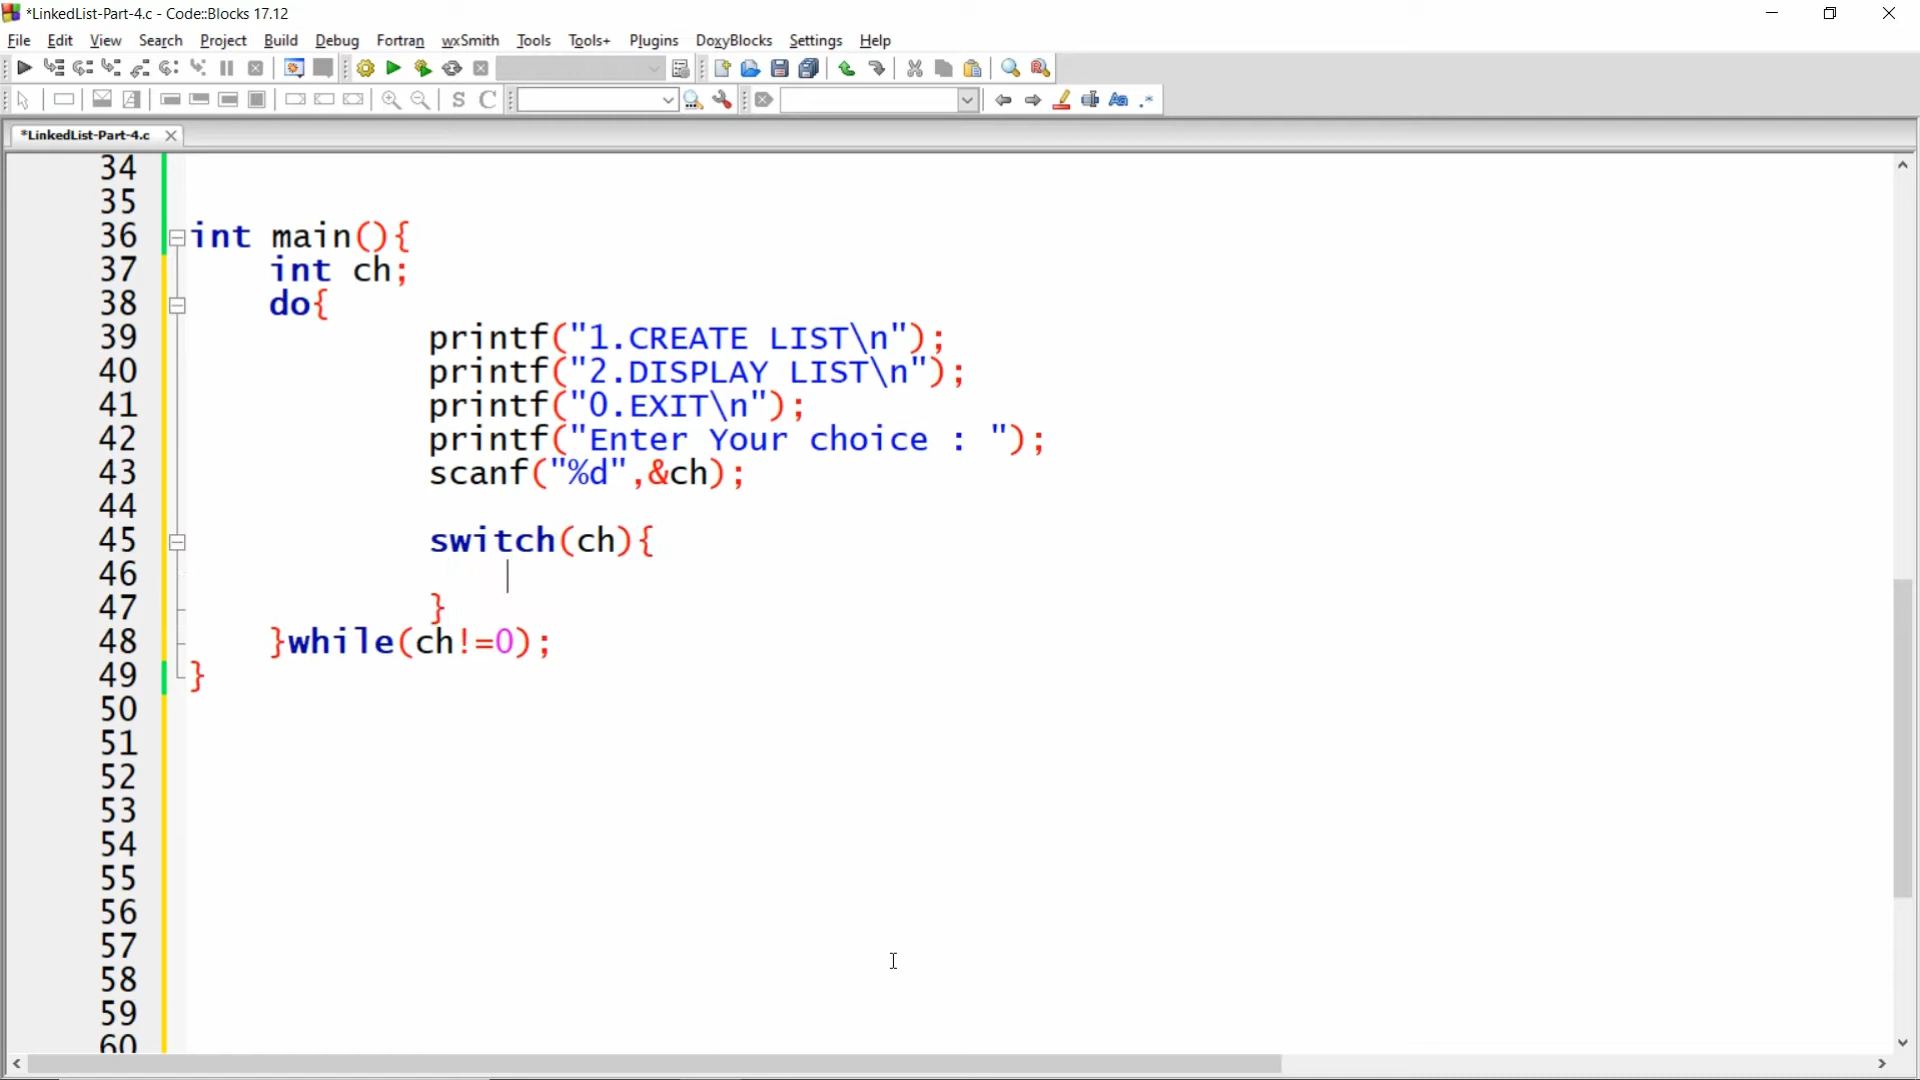 *LinkedList-Part-4.c - Code::Blocks 17.12
File Edit View Search Project Build Debug Fortran wxSmith Tools Tools+ Plugins DoxyBlocks Settings Help
S C Aa .*
*LinkedList-Part-4.c
34
35
36 int main(){
37 int ch;
38 do{
39 printf("1.CREATE LIST\n");
40 printf("2.DISPLAY LIST\n");
41 printf("0.EXIT\n");
42 printf("Enter Your choice : ");
43 scanf("%d",&ch);
44
45 switch(ch){
46
47 }
48 }while(ch!=0);
49 }
50
51
52
53
54
55
56
57
58
59
60